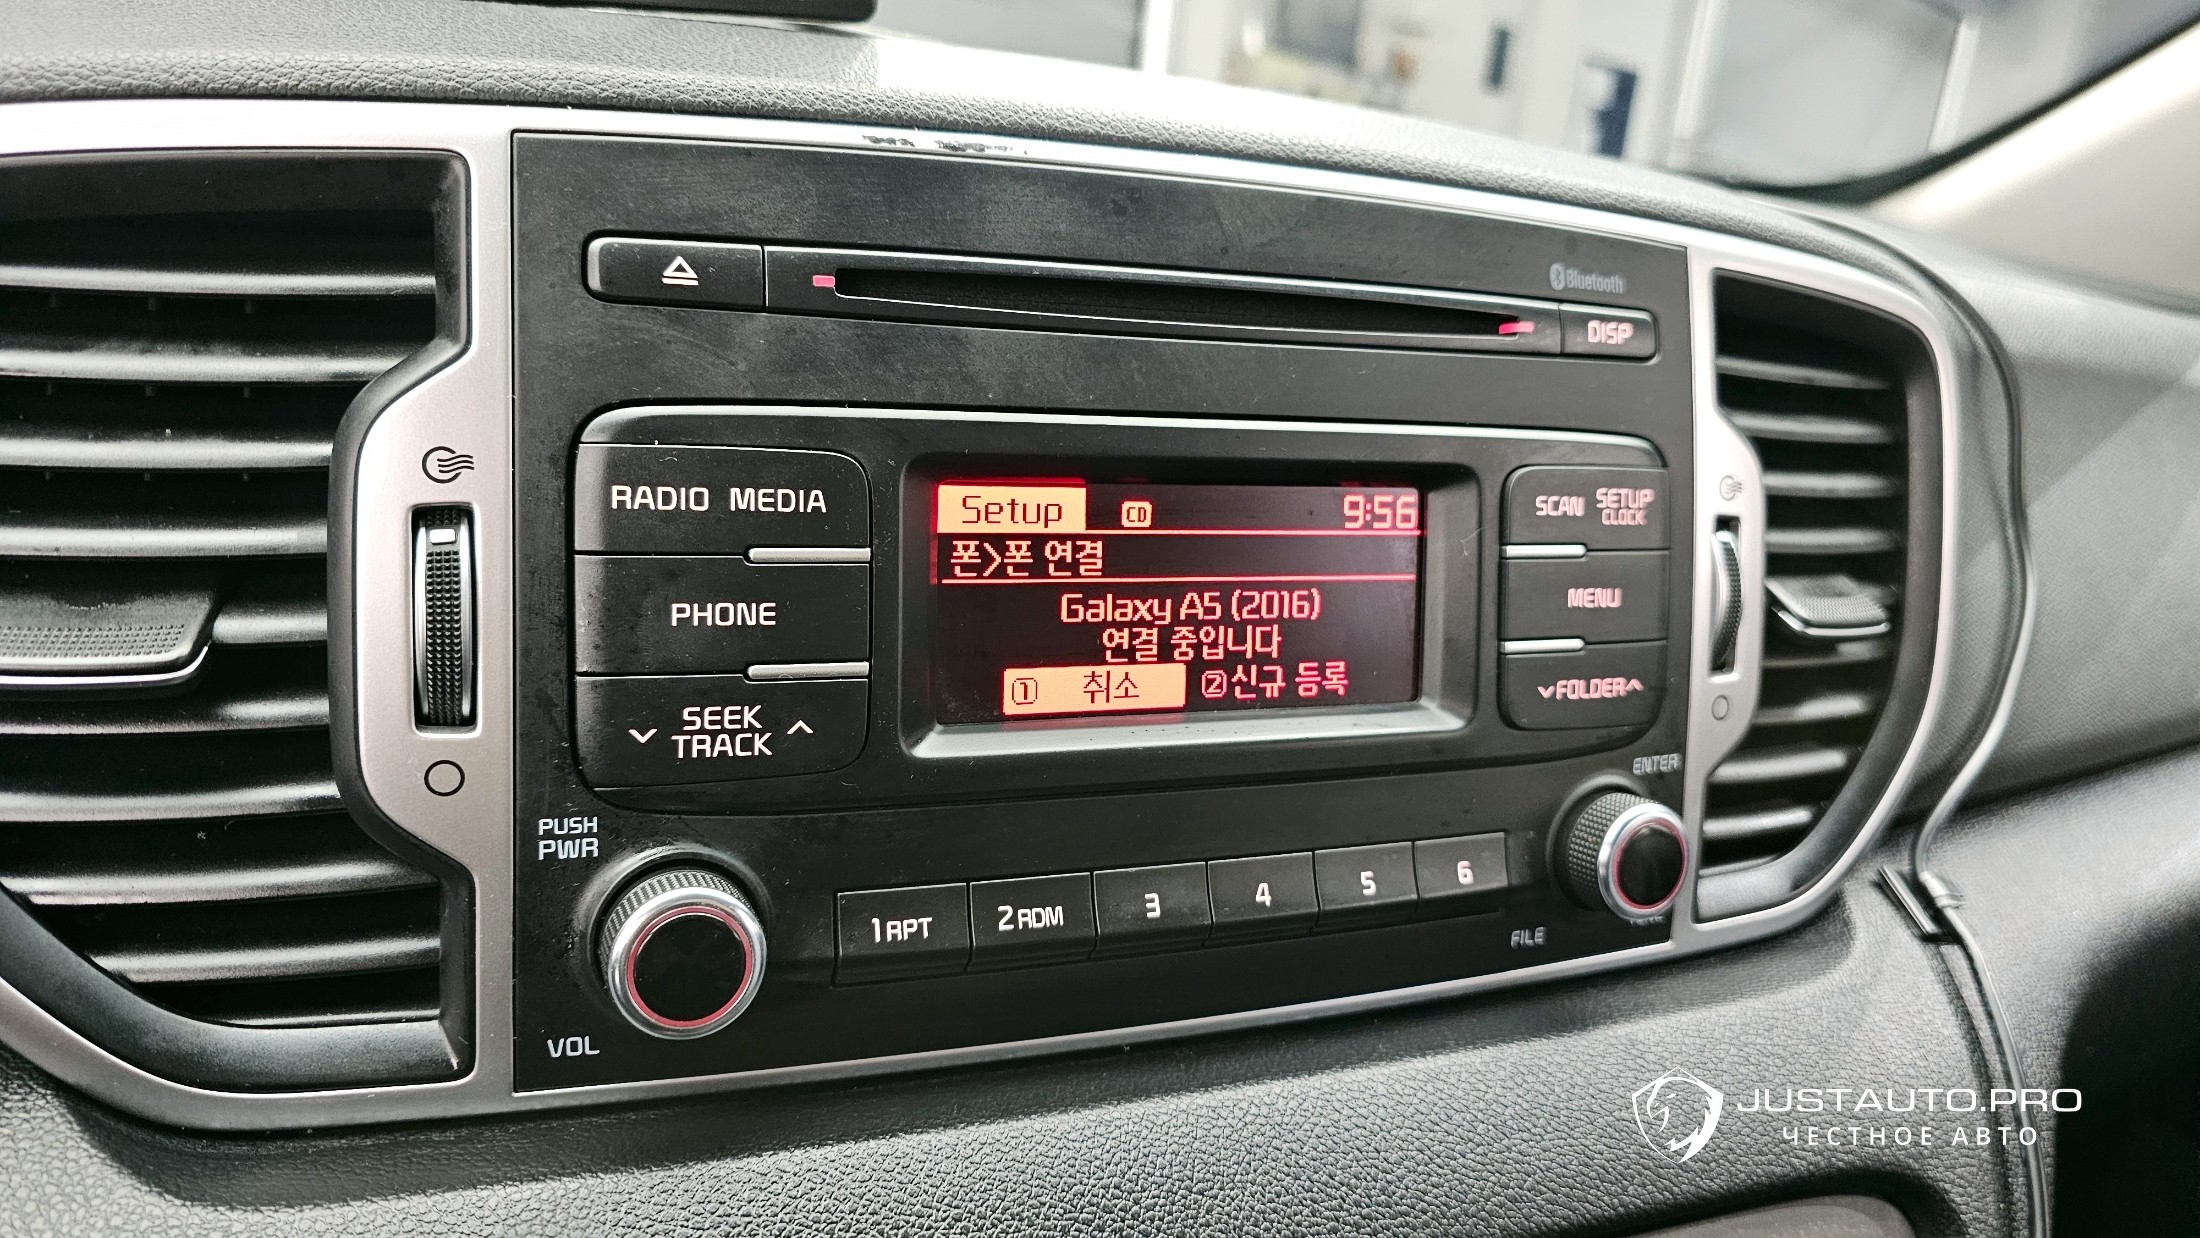 Bluetooth
DISP
RADIO MEDIA
PHONE
SEEK
TRACK
Setup CD 9:56
폰>폰 연결
Galaxy A5 (2016)
연결 중입니다
1 취소 2 신규 등록
SCAN SETUP
CLOCK
MENU
FOLDER
PUSH
PWR
VOL
1 RPT 2 RDM 3 4 5 6
ENTER
FILE
JUSTAUTO.PRO
ЧЕСТНОЕ АВТО